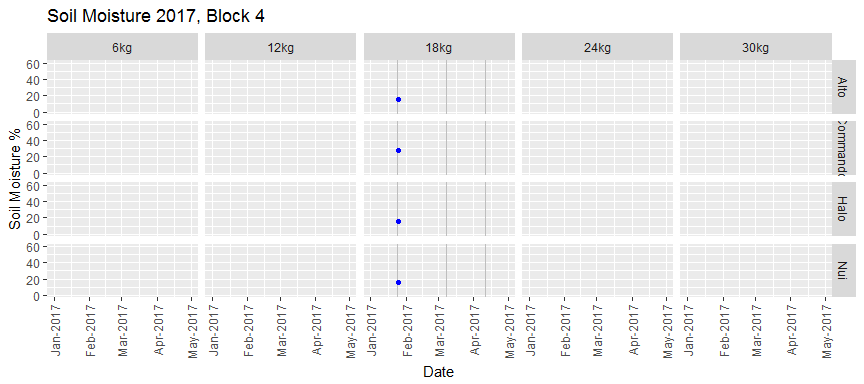 Soil Moisture 2017, Block 4
6kg 12kg 18kg 24kg 30kg
Soil Moisture %
60
40
20
0
Alto
60
40
20
0
Commando
60
40
20
0
Halo
60
40
20
0
Nui
Jan-2017 Feb-2017 Mar-2017 Apr-2017 May-2017 Jan-2017 Feb-2017 Mar-2017 Apr-2017 May-2017 Jan-2017 Feb-2017 Mar-2017 Apr-2017 May-2017 Jan-2017 Feb-2017 Mar-2017 Apr-2017 May-2017 Jan-2017 Feb-2017 Mar-2017 Apr-2017 May-2017
Date